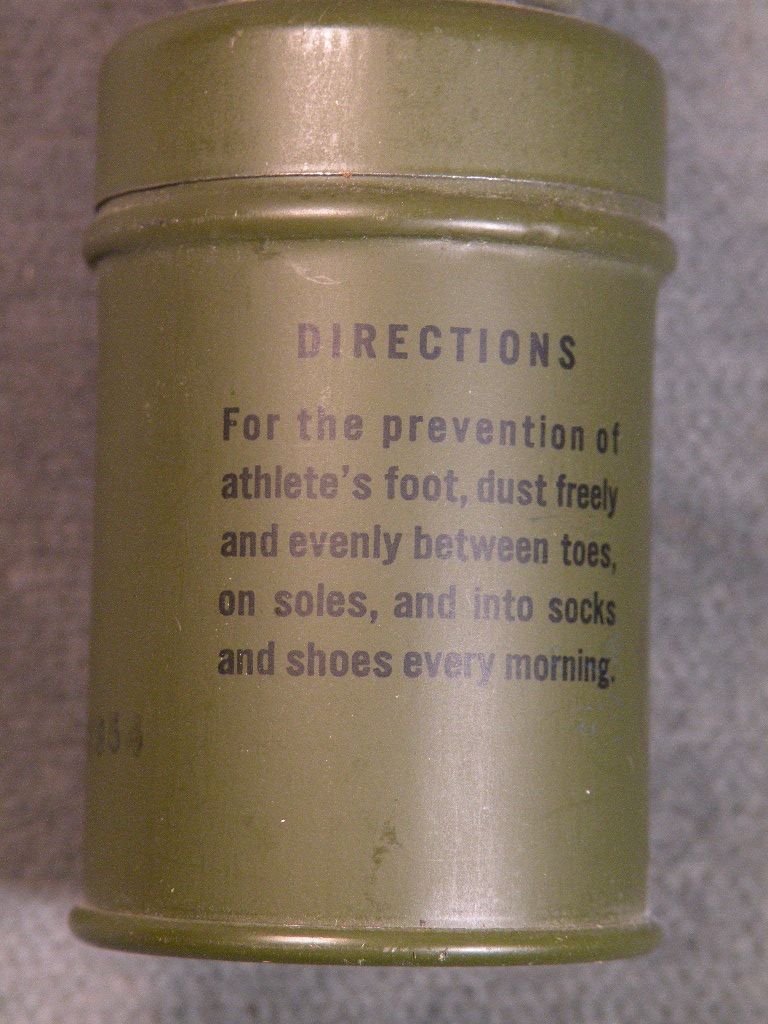 DIRECTIONS
For the prevention of
athlete's foot, dust freely
and evenly between toes,
on soles, and into socks
and shoes every morning.